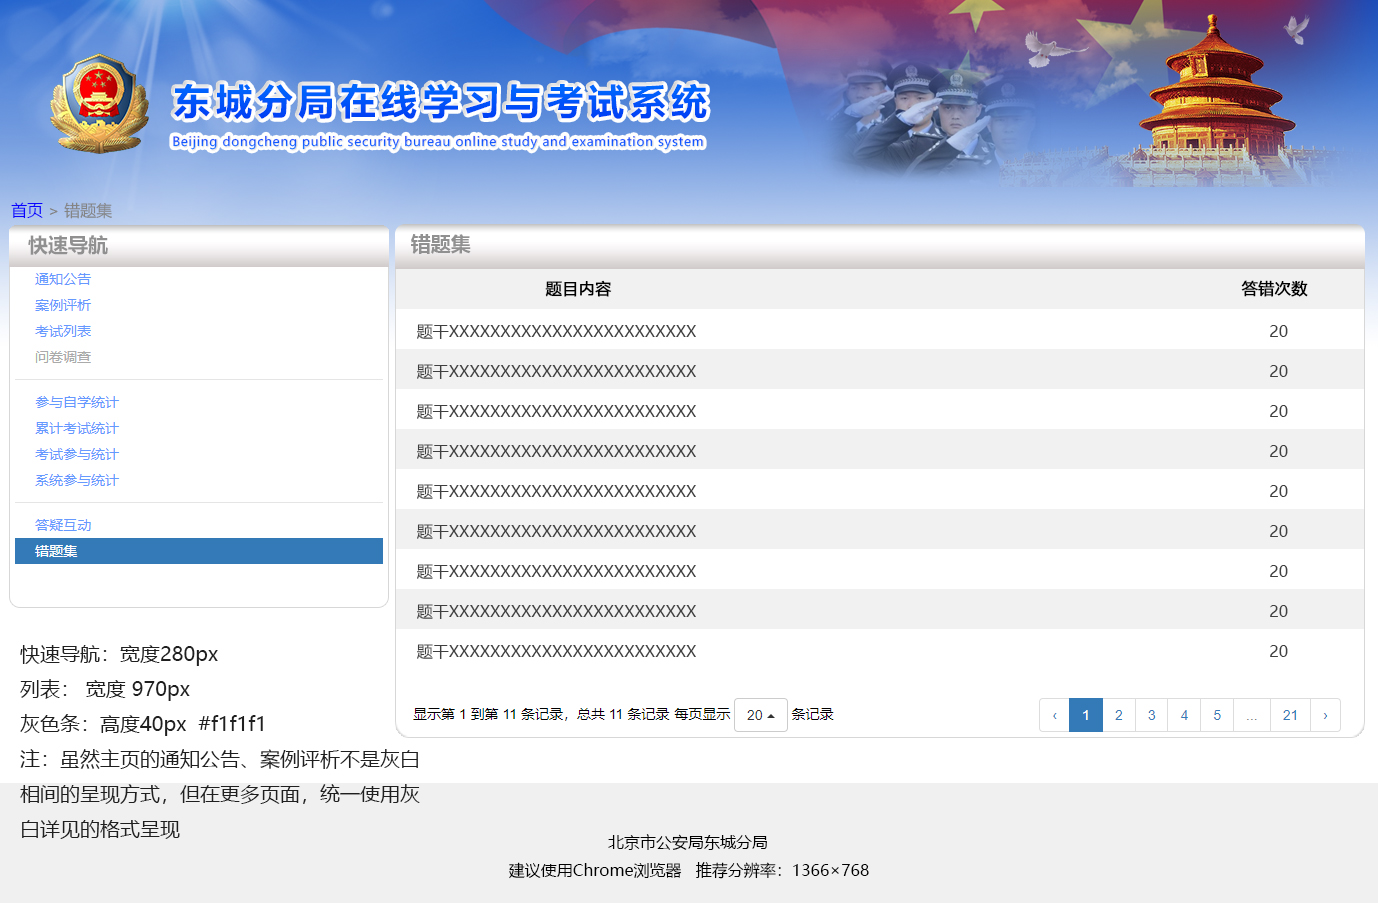 东城分局在线学习与考试系统
Beijing dongcheng public security bureau online study and examination system
首页 > 错题集
快速导航
通知公告
案例评析
考试列表
问卷调查
参与自学统计
累计考试统计
考试参与统计
系统参与统计
答疑互动
错题集
错题集
题目内容 答错次数
题干XXXXXXXXXXXXXXXXXXXXXXXX 20
题干XXXXXXXXXXXXXXXXXXXXXXXX 20
题干XXXXXXXXXXXXXXXXXXXXXXXX 20
题干XXXXXXXXXXXXXXXXXXXXXXXX 20
题干XXXXXXXXXXXXXXXXXXXXXXXX 20
题干XXXXXXXXXXXXXXXXXXXXXXXX 20
题干XXXXXXXXXXXXXXXXXXXXXXXX 20
题干XXXXXXXXXXXXXXXXXXXXXXXX 20
题干XXXXXXXXXXXXXXXXXXXXXXXX 20
显示第 1 到第 11 条记录，总共 11 条记录 每页显示 20 条记录
‹ 1 2 3 4 5 ... 21 ›
快速导航：宽度280px
列表： 宽度 970px
灰色条：高度40px #f1f1f1
注：虽然主页的通知公告、案例评析不是灰白
相间的呈现方式，但在更多页面，统一使用灰
白详见的格式呈现
北京市公安局东城分局
建议使用Chrome浏览器 推荐分辨率：1366×768